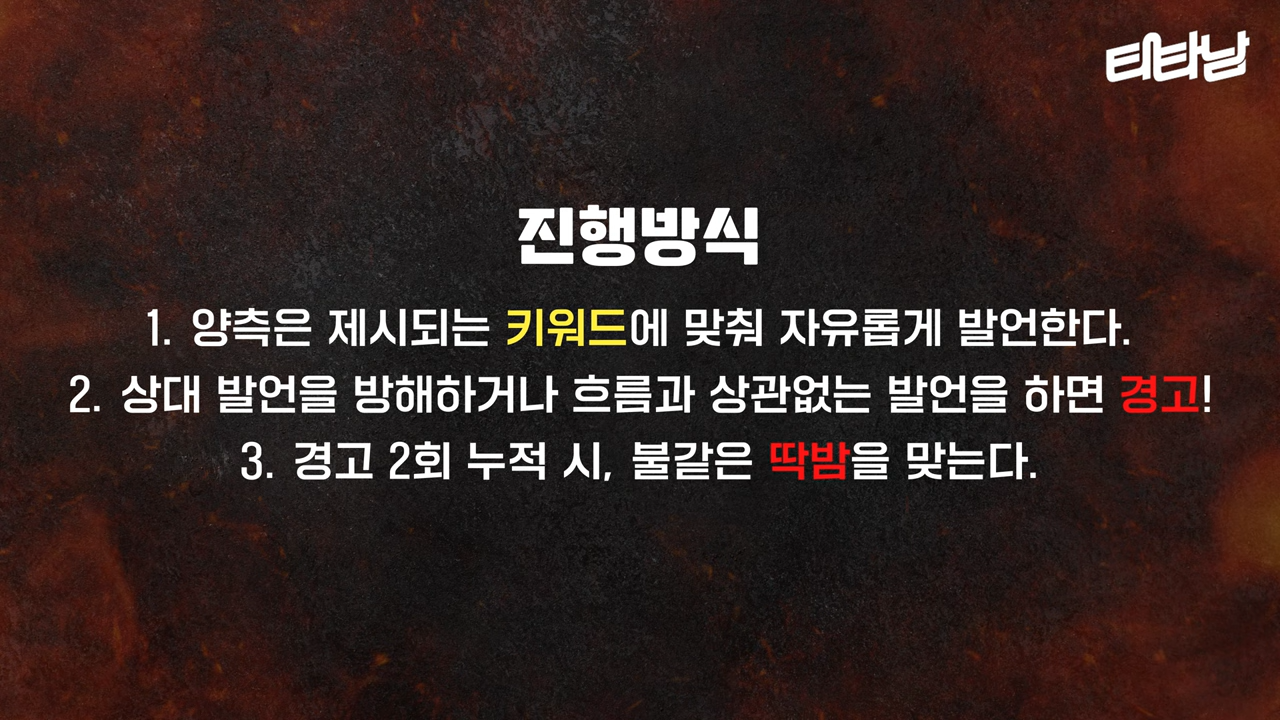 티타남
진행방식
1. 양측은 제시되는 키워드에 맞춰 자유롭게 발언한다.
2. 상대 발언을 방해하거나 흐름과 상관없는 발언을 하면 경고!
3. 경고 2회 누적 시, 불같은 딱밤을 맞는다.